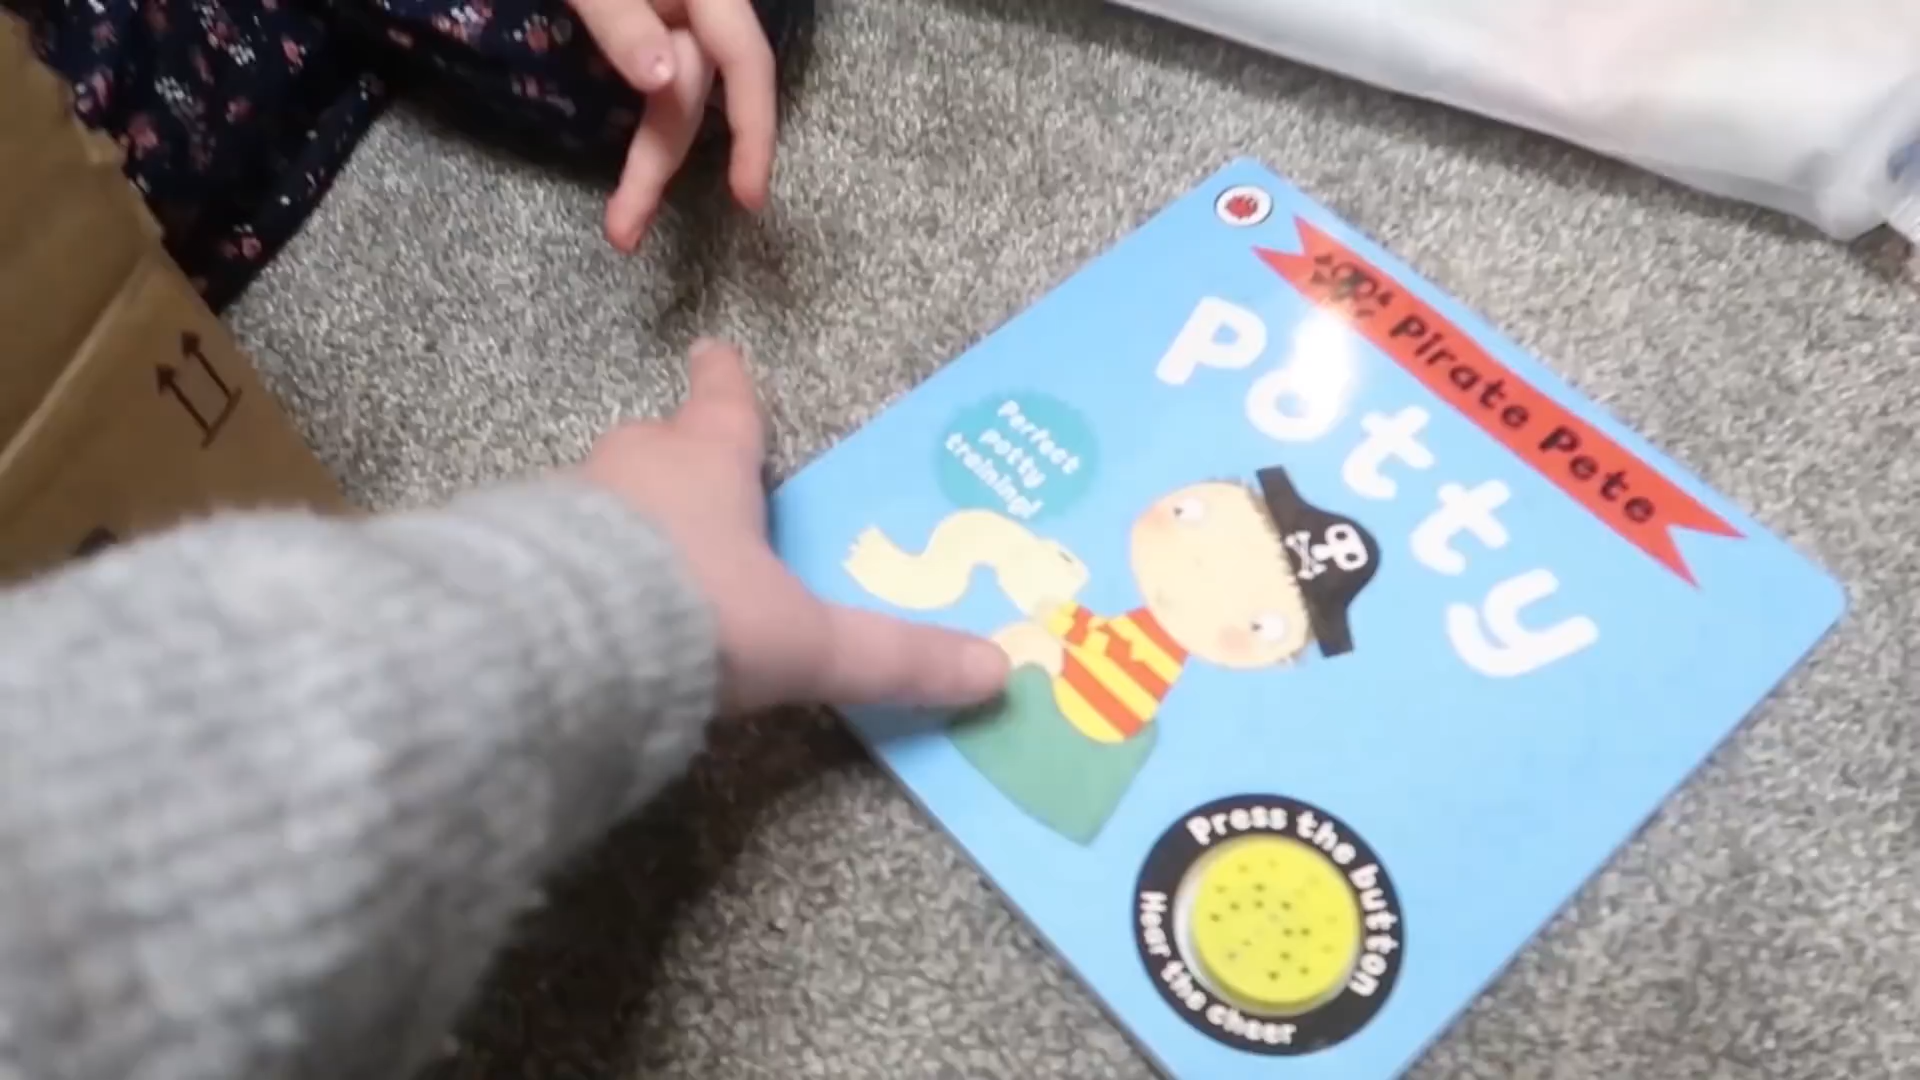 Pirate Pete
Potty
Perfect
potty
training!
Press the button
Hear the cheer